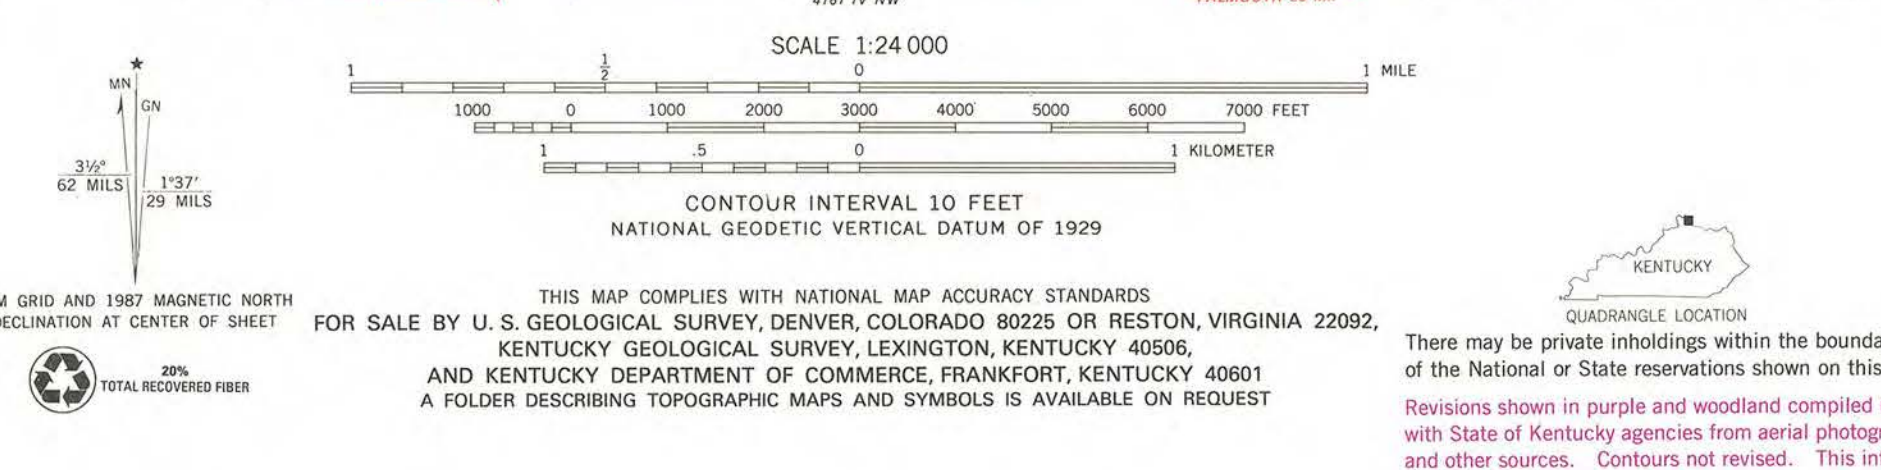 4767 IV NW
SCALE 1:24 000
1 1/2 0 1 MILE
1000 0 1000 2000 3000 4000 5000 6000 7000 FEET
1 .5 0 1 KILOMETER
CONTOUR INTERVAL 10 FEET
NATIONAL GEODETIC VERTICAL DATUM OF 1929
★
MN
GN
3½°
62 MILS
1°37′
29 MILS
M GRID AND 1987 MAGNETIC NORTH
DECLINATION AT CENTER OF SHEET
20%
TOTAL RECOVERED FIBER
THIS MAP COMPLIES WITH NATIONAL MAP ACCURACY STANDARDS
FOR SALE BY U. S. GEOLOGICAL SURVEY, DENVER, COLORADO 80225 OR RESTON, VIRGINIA 22092,
KENTUCKY GEOLOGICAL SURVEY, LEXINGTON, KENTUCKY 40506,
AND KENTUCKY DEPARTMENT OF COMMERCE, FRANKFORT, KENTUCKY 40601
A FOLDER DESCRIBING TOPOGRAPHIC MAPS AND SYMBOLS IS AVAILABLE ON REQUEST
KENTUCKY
QUADRANGLE LOCATION
There may be private inholdings within the bounda
of the National or State reservations shown on this
Revisions shown in purple and woodland compiled
with State of Kentucky agencies from aerial photogr
and other sources. Contours not revised. This inf